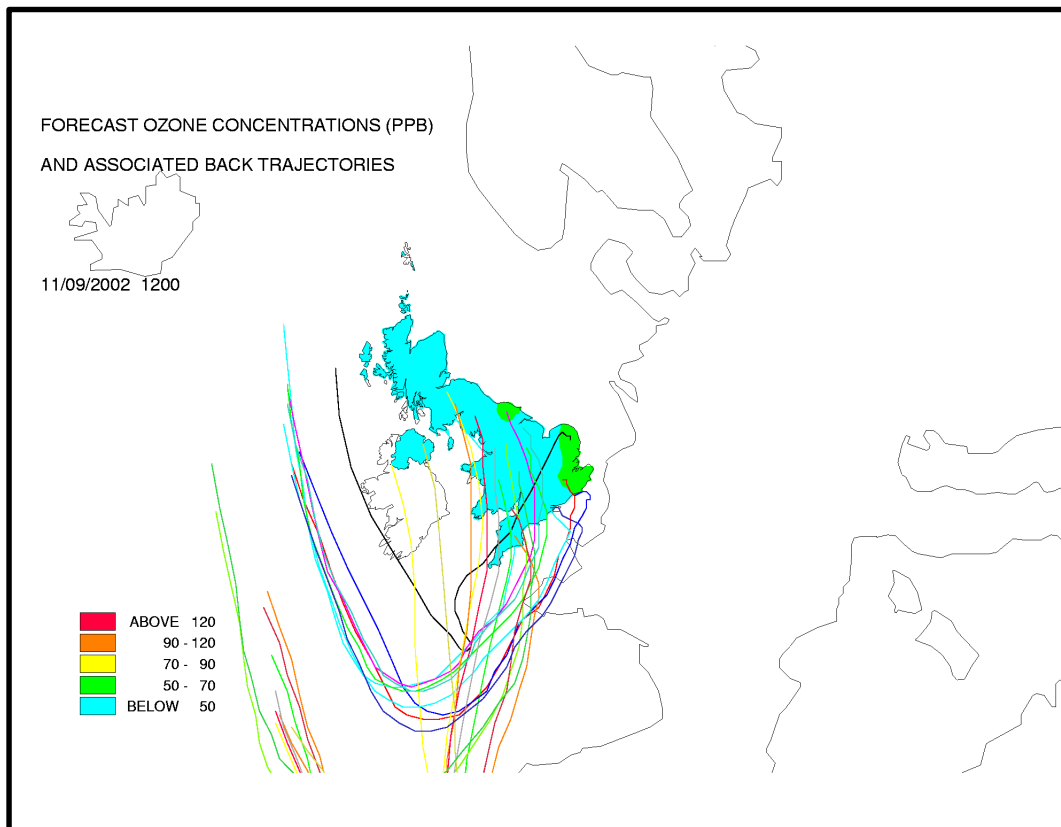 FORECAST OZONE CONCENTRATIONS (PPB)
AND ASSOCIATED BACK TRAJECTORIES
11/09/2002 1200
ABOVE 120
90 - 120
70 - 90
50 - 70
BELOW 50